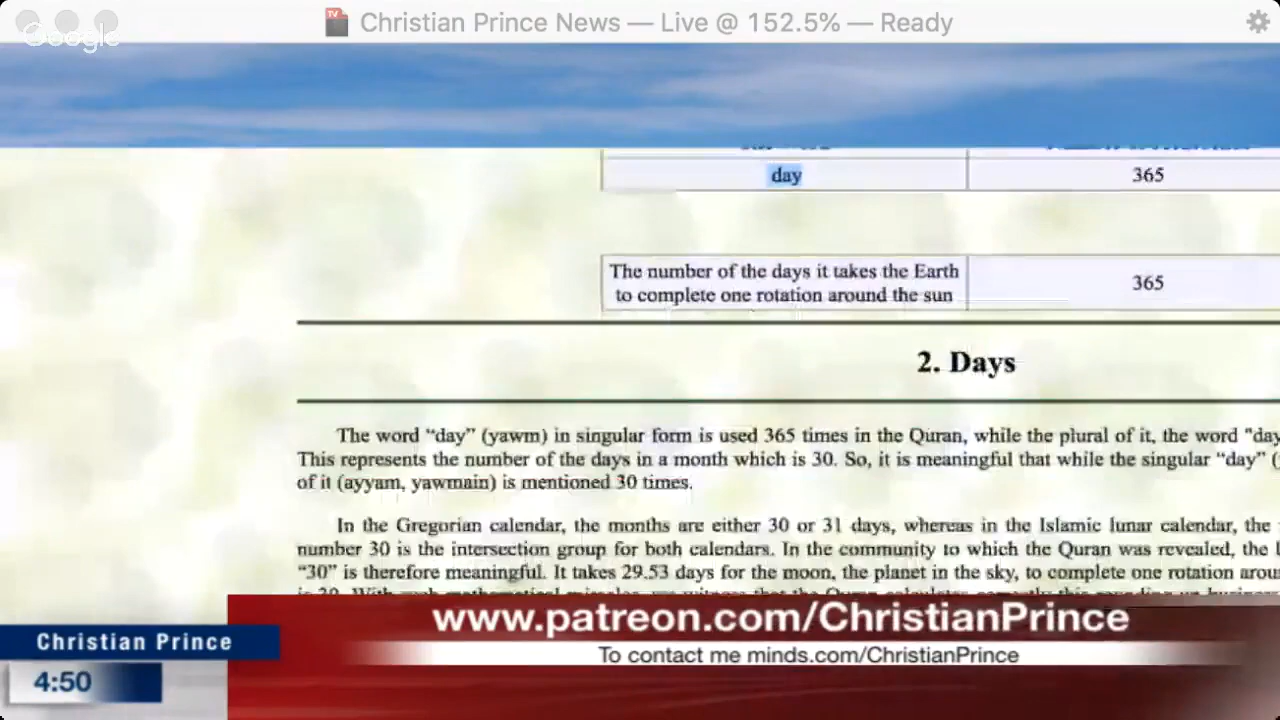 Christian Prince News — Live @ 152.5% — Ready
Google
day 365
The number of the days it takes the Earth
to complete one rotation around the sun
365
2. Days
The word “day” (yawm) in singular form is used 365 times in the Quran, while the plural of it, the word "day
This represents the number of the days in a month which is 30. So, it is meaningful that while the singular “day” (
of it (ayyam, yawmain) is mentioned 30 times.
In the Gregorian calendar, the months are either 30 or 31 days, whereas in the Islamic lunar calendar, the
number 30 is the intersection group for both calendars. In the community to which the Quran was revealed, the
“30” is therefore meaningful. It takes 29.53 days for the moon, the planet in the sky, to complete one rotation arou
www.patreon.com/ChristianPrince
Christian Prince
To contact me minds.com/ChristianPrince
4:50